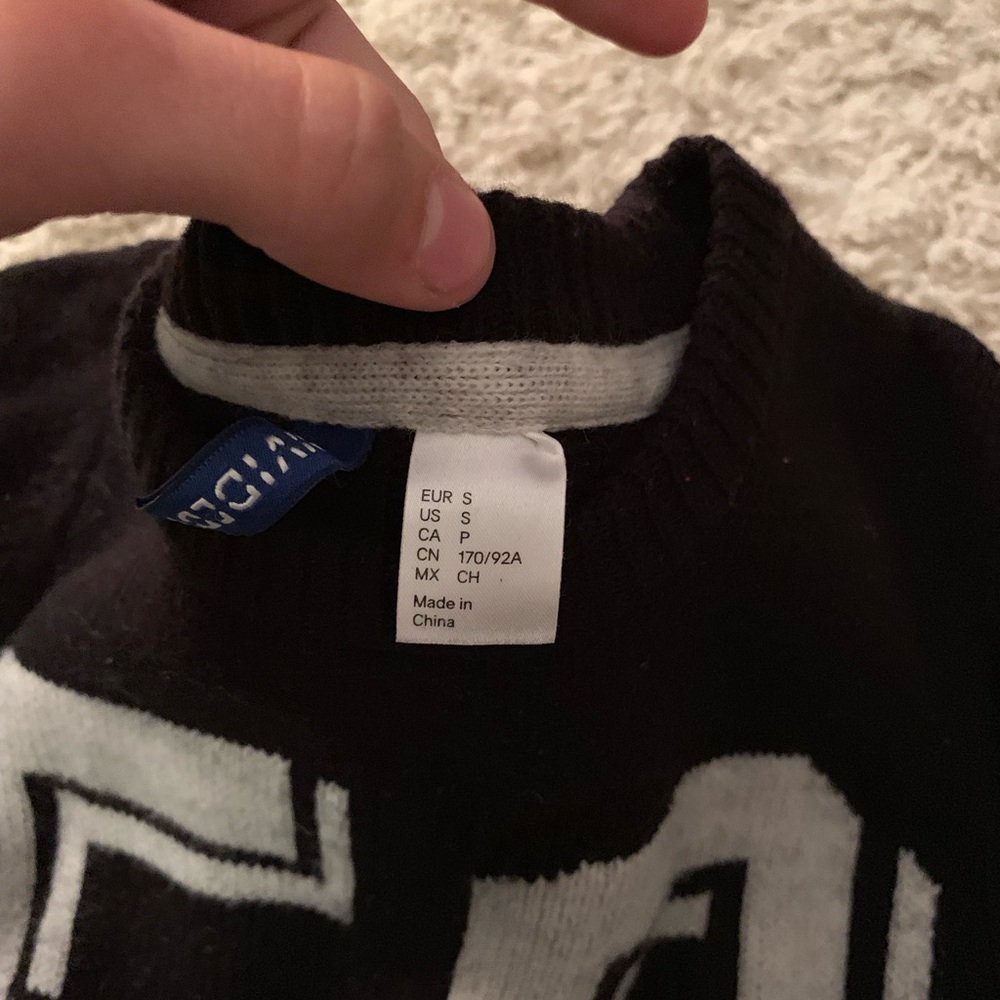 EUR S
US S
CA P
CN 170/92A
MX CH
Made in
China